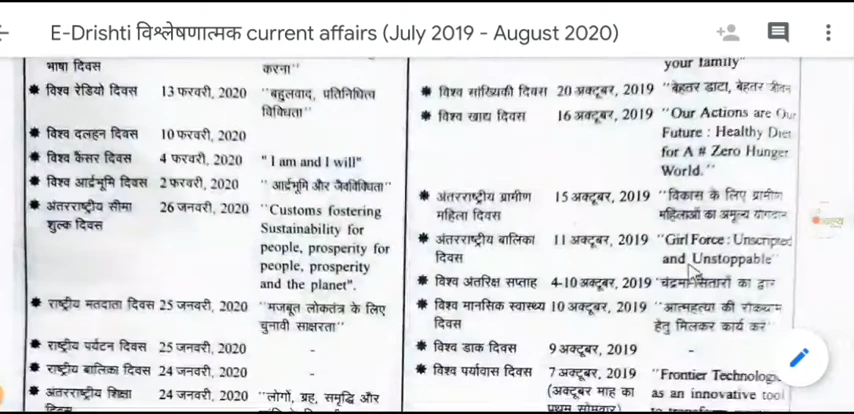 E-Drishti विश्लेषणात्मक current affairs (July 2019 - August 2020)
भाषा दिवस करना"
* विश्व रेडियो दिवस 13 फरवरी, 2020 "बहुलवाद, प्रतिनिधित्व
विविधता"
* विश्व दलहन दिवस 10 फरवरी, 2020
* विश्व कैंसर दिवस 4 फरवरी, 2020 " I am and I will"
* विश्व आर्द्रभूमि दिवस 2 फरवरी, 2020 " आर्द्रभूमि और जैवविविधता"
* अंतरराष्ट्रीय सीमा 26 जनवरी, 2020 "Customs fostering
शुल्क दिवस Sustainability for
people, prosperity for
people, prosperity
and the planet".
* राष्ट्रीय मतदाता दिवस 25 जनवरी, 2020 "मजबूत लोकतंत्र के लिए
चुनावी साक्षरता"
* राष्ट्रीय पर्यटन दिवस 25 जनवरी, 2020 -
* राष्ट्रीय बालिका दिवस 24 जनवरी, 2020 -
* अंतरराष्ट्रीय शिक्षा 24 जनवरी, 2020 "लोगों, ग्रह, समृद्धि और
दिवस
your family"
* विश्व सांख्यिकी दिवस 20 अक्टूबर, 2019 "बेहतर डाटा, बेहतर जीवन
* विश्व खाद्य दिवस 16 अक्टूबर, 2019 "Our Actions are Our
Future : Healthy Diet
for A # Zero Hunger
World."
* अंतरराष्ट्रीय ग्रामीण 15 अक्टूबर, 2019 "विकास के लिए ग्रामीण
महिला दिवस महिलाओं का अमूल्य योगदान
* अंतरराष्ट्रीय बालिका 11 अक्टूबर, 2019 "Girl Force : Unscripted
दिवस and Unstoppable"
* विश्व अंतरिक्ष सप्ताह 4-10 अक्टूबर, 2019 "चंद्रमा-सितारों का द्वार
* विश्व मानसिक स्वास्थ्य 10 अक्टूबर, 2019 "आत्महत्या की रोकथाम
दिवस हेतु मिलकर कार्य करें"
* विश्व डाक दिवस 9 अक्टूबर, 2019 -
* विश्व पर्यावास दिवस 7 अक्टूबर, 2019 "Frontier Technologi
(अक्टूबर माह का as an innovative tool
प्रथम सोमवार)